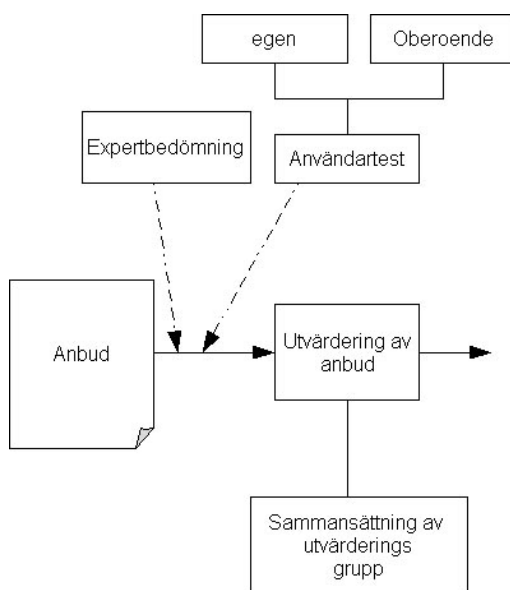 egen
Oberoende
Expertbedömning
Användartest
Anbud
Utvärdering av
anbud
Sammansättning av
utvärderings
grupp